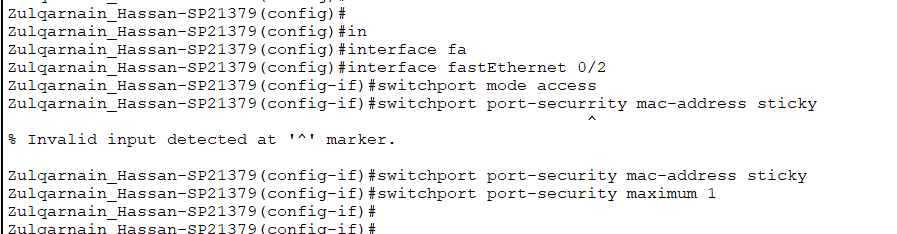 Zulqarnain_Hassan-SP21379(config)#
Zulqarnain_Hassan-SP21379(config)#in
Zulqarnain_Hassan-SP21379(config)#interface fa
Zulqarnain_Hassan-SP21379(config)#interface fastEthernet 0/2
Zulqarnain_Hassan-SP21379(config-if)#switchport mode access
Zulqarnain_Hassan-SP21379(config-if)#switchport port-securrity mac-address sticky
^
% Invalid input detected at '^' marker.
Zulqarnain_Hassan-SP21379(config-if)#switchport port-security mac-address sticky
Zulqarnain_Hassan-SP21379(config-if)#switchport port-security maximum 1
Zulqarnain_Hassan-SP21379(config-if)#
Zulqarnain_Hassan-SP21379(config-if)#